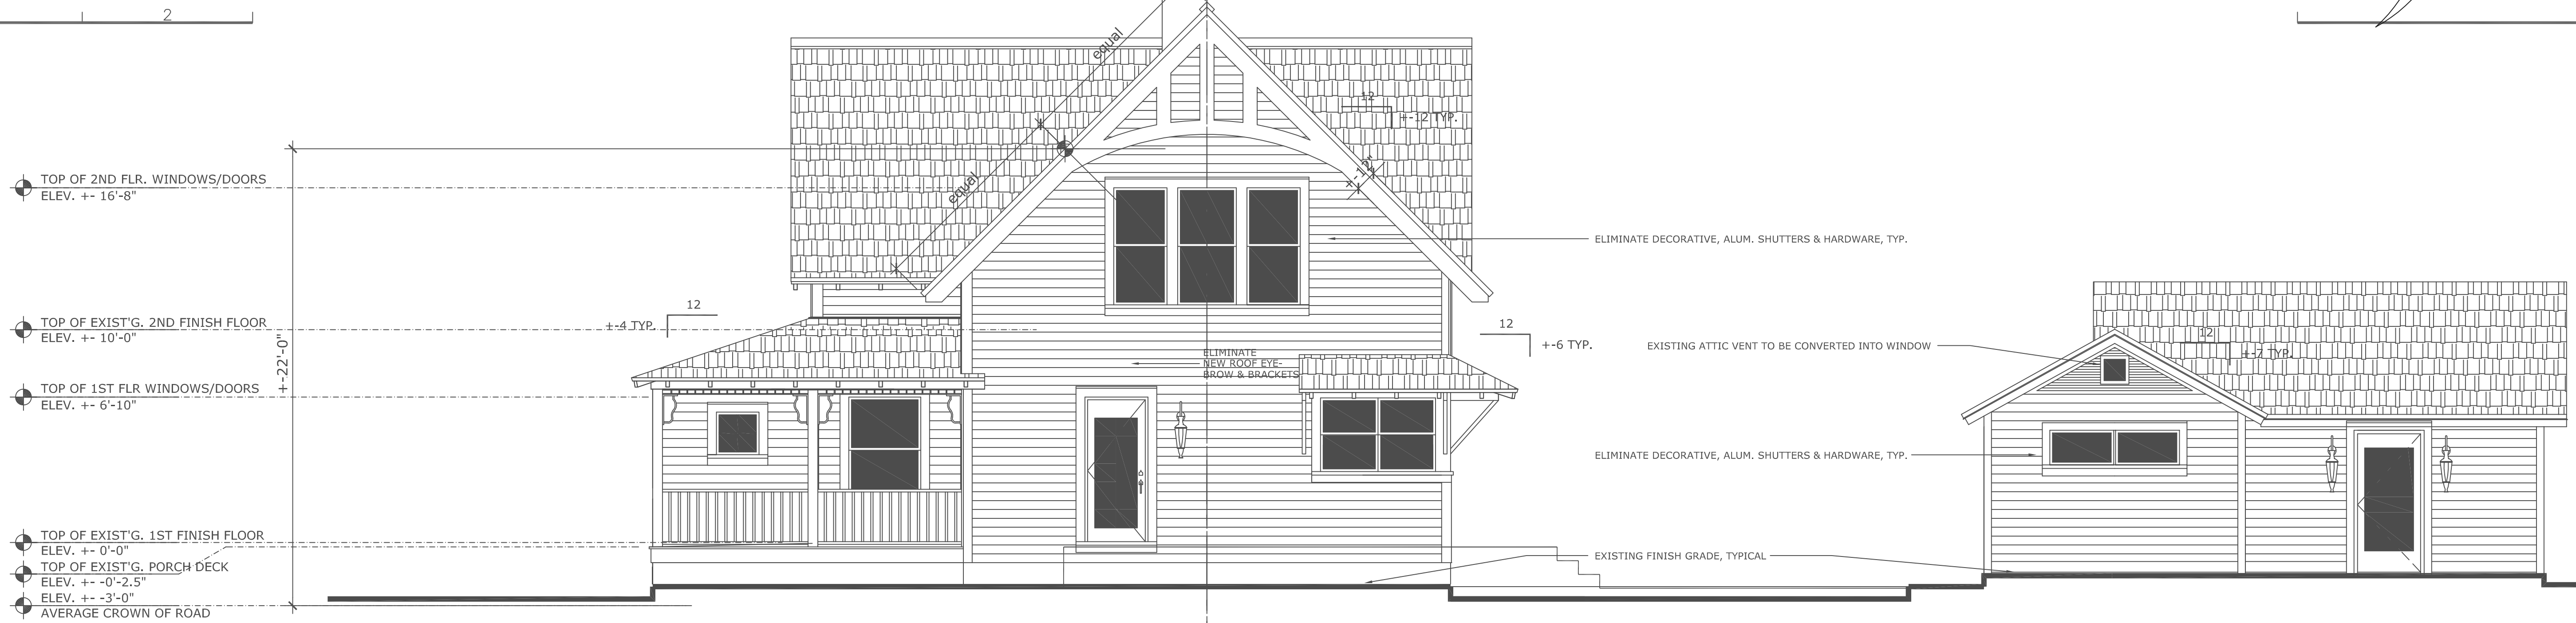 2
equal
equal
12
+-12 TYP.
+-12"
TOP OF 2ND FLR. WINDOWS/DOORS
ELEV. +- 16'-8"
ELIMINATE DECORATIVE, ALUM. SHUTTERS & HARDWARE, TYP.
12
+-4 TYP.
TOP OF EXIST'G. 2ND FINISH FLOOR
ELEV. +- 10'-0"
+-22'-0"
12
+-6 TYP.
ELIMINATE
NEW ROOF EYE-
BROW & BRACKETS
EXISTING ATTIC VENT TO BE CONVERTED INTO WINDOW
12
+-7 TYP.
TOP OF 1ST FLR WINDOWS/DOORS
ELEV. +- 6'-10"
ELIMINATE DECORATIVE, ALUM. SHUTTERS & HARDWARE, TYP.
TOP OF EXIST'G. 1ST FINISH FLOOR
ELEV. +- 0'-0"
TOP OF EXIST'G. PORCH DECK
ELEV. +- -0'-2.5"
ELEV. +- -3'-0"
AVERAGE CROWN OF ROAD
EXISTING FINISH GRADE, TYPICAL